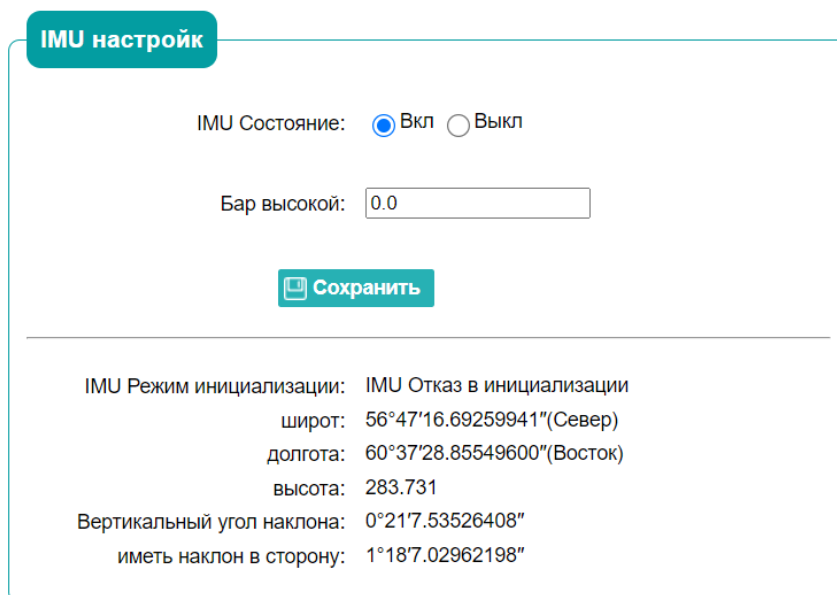 IMU настройк
IMU Состояние: Вкл Выкл
Бар высокой: 0.0
Сохранить
IMU Режим инициализации: IMU Отказ в инициализации
широт: 56°47′16.69259941″(Север)
долгота: 60°37′28.85549600″(Восток)
высота: 283.731
Вертикальный угол наклона: 0°21′7.53526408″
иметь наклон в сторону: 1°18′7.02962198″